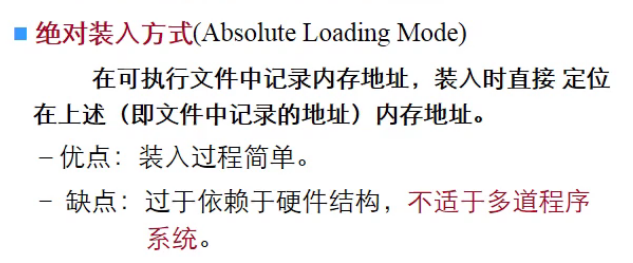 绝对装入方式(Absolute Loading Mode)
在可执行文件中记录内存地址，装入时直接 定位
在上述（即文件中记录的地址）内存地址。
–优点：装入过程简单。
– 缺点：过于依赖于硬件结构，不适于多道程序
系统。